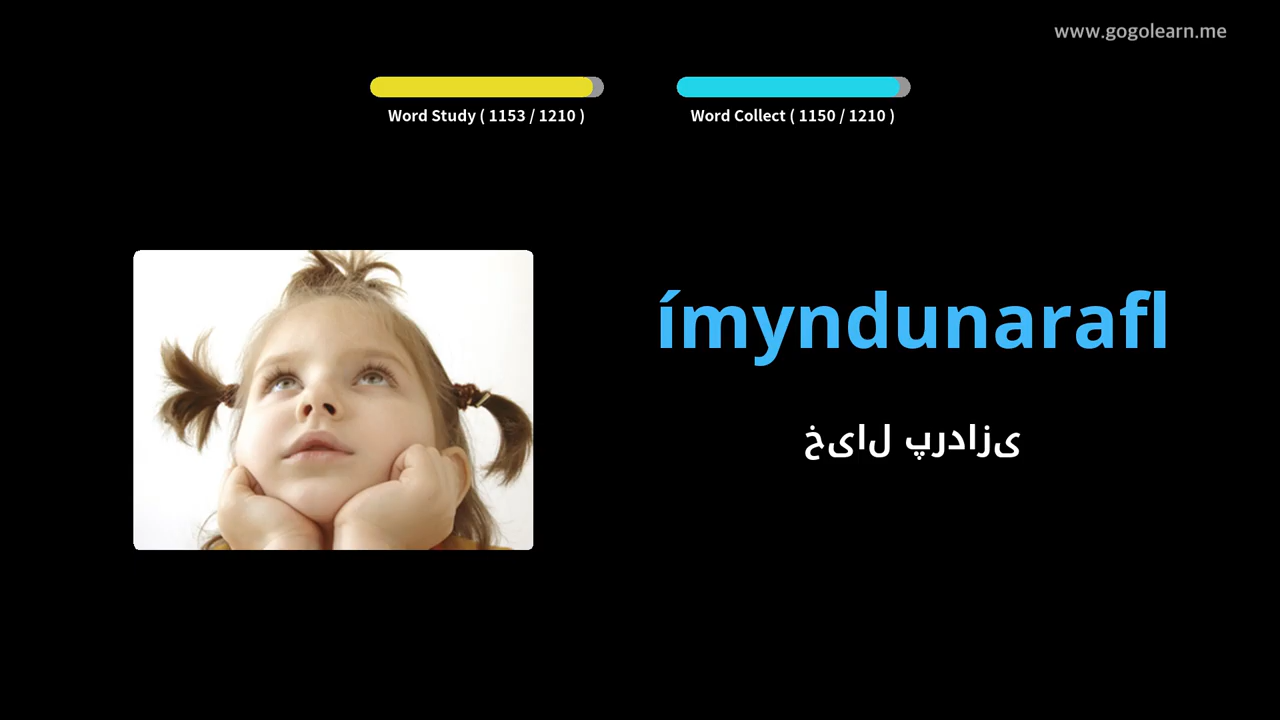 www.gogolearn.me
Word Study ( 1153 / 1210 )
Word Collect ( 1150 / 1210 )
ímyndunarafl
خیال پردازی